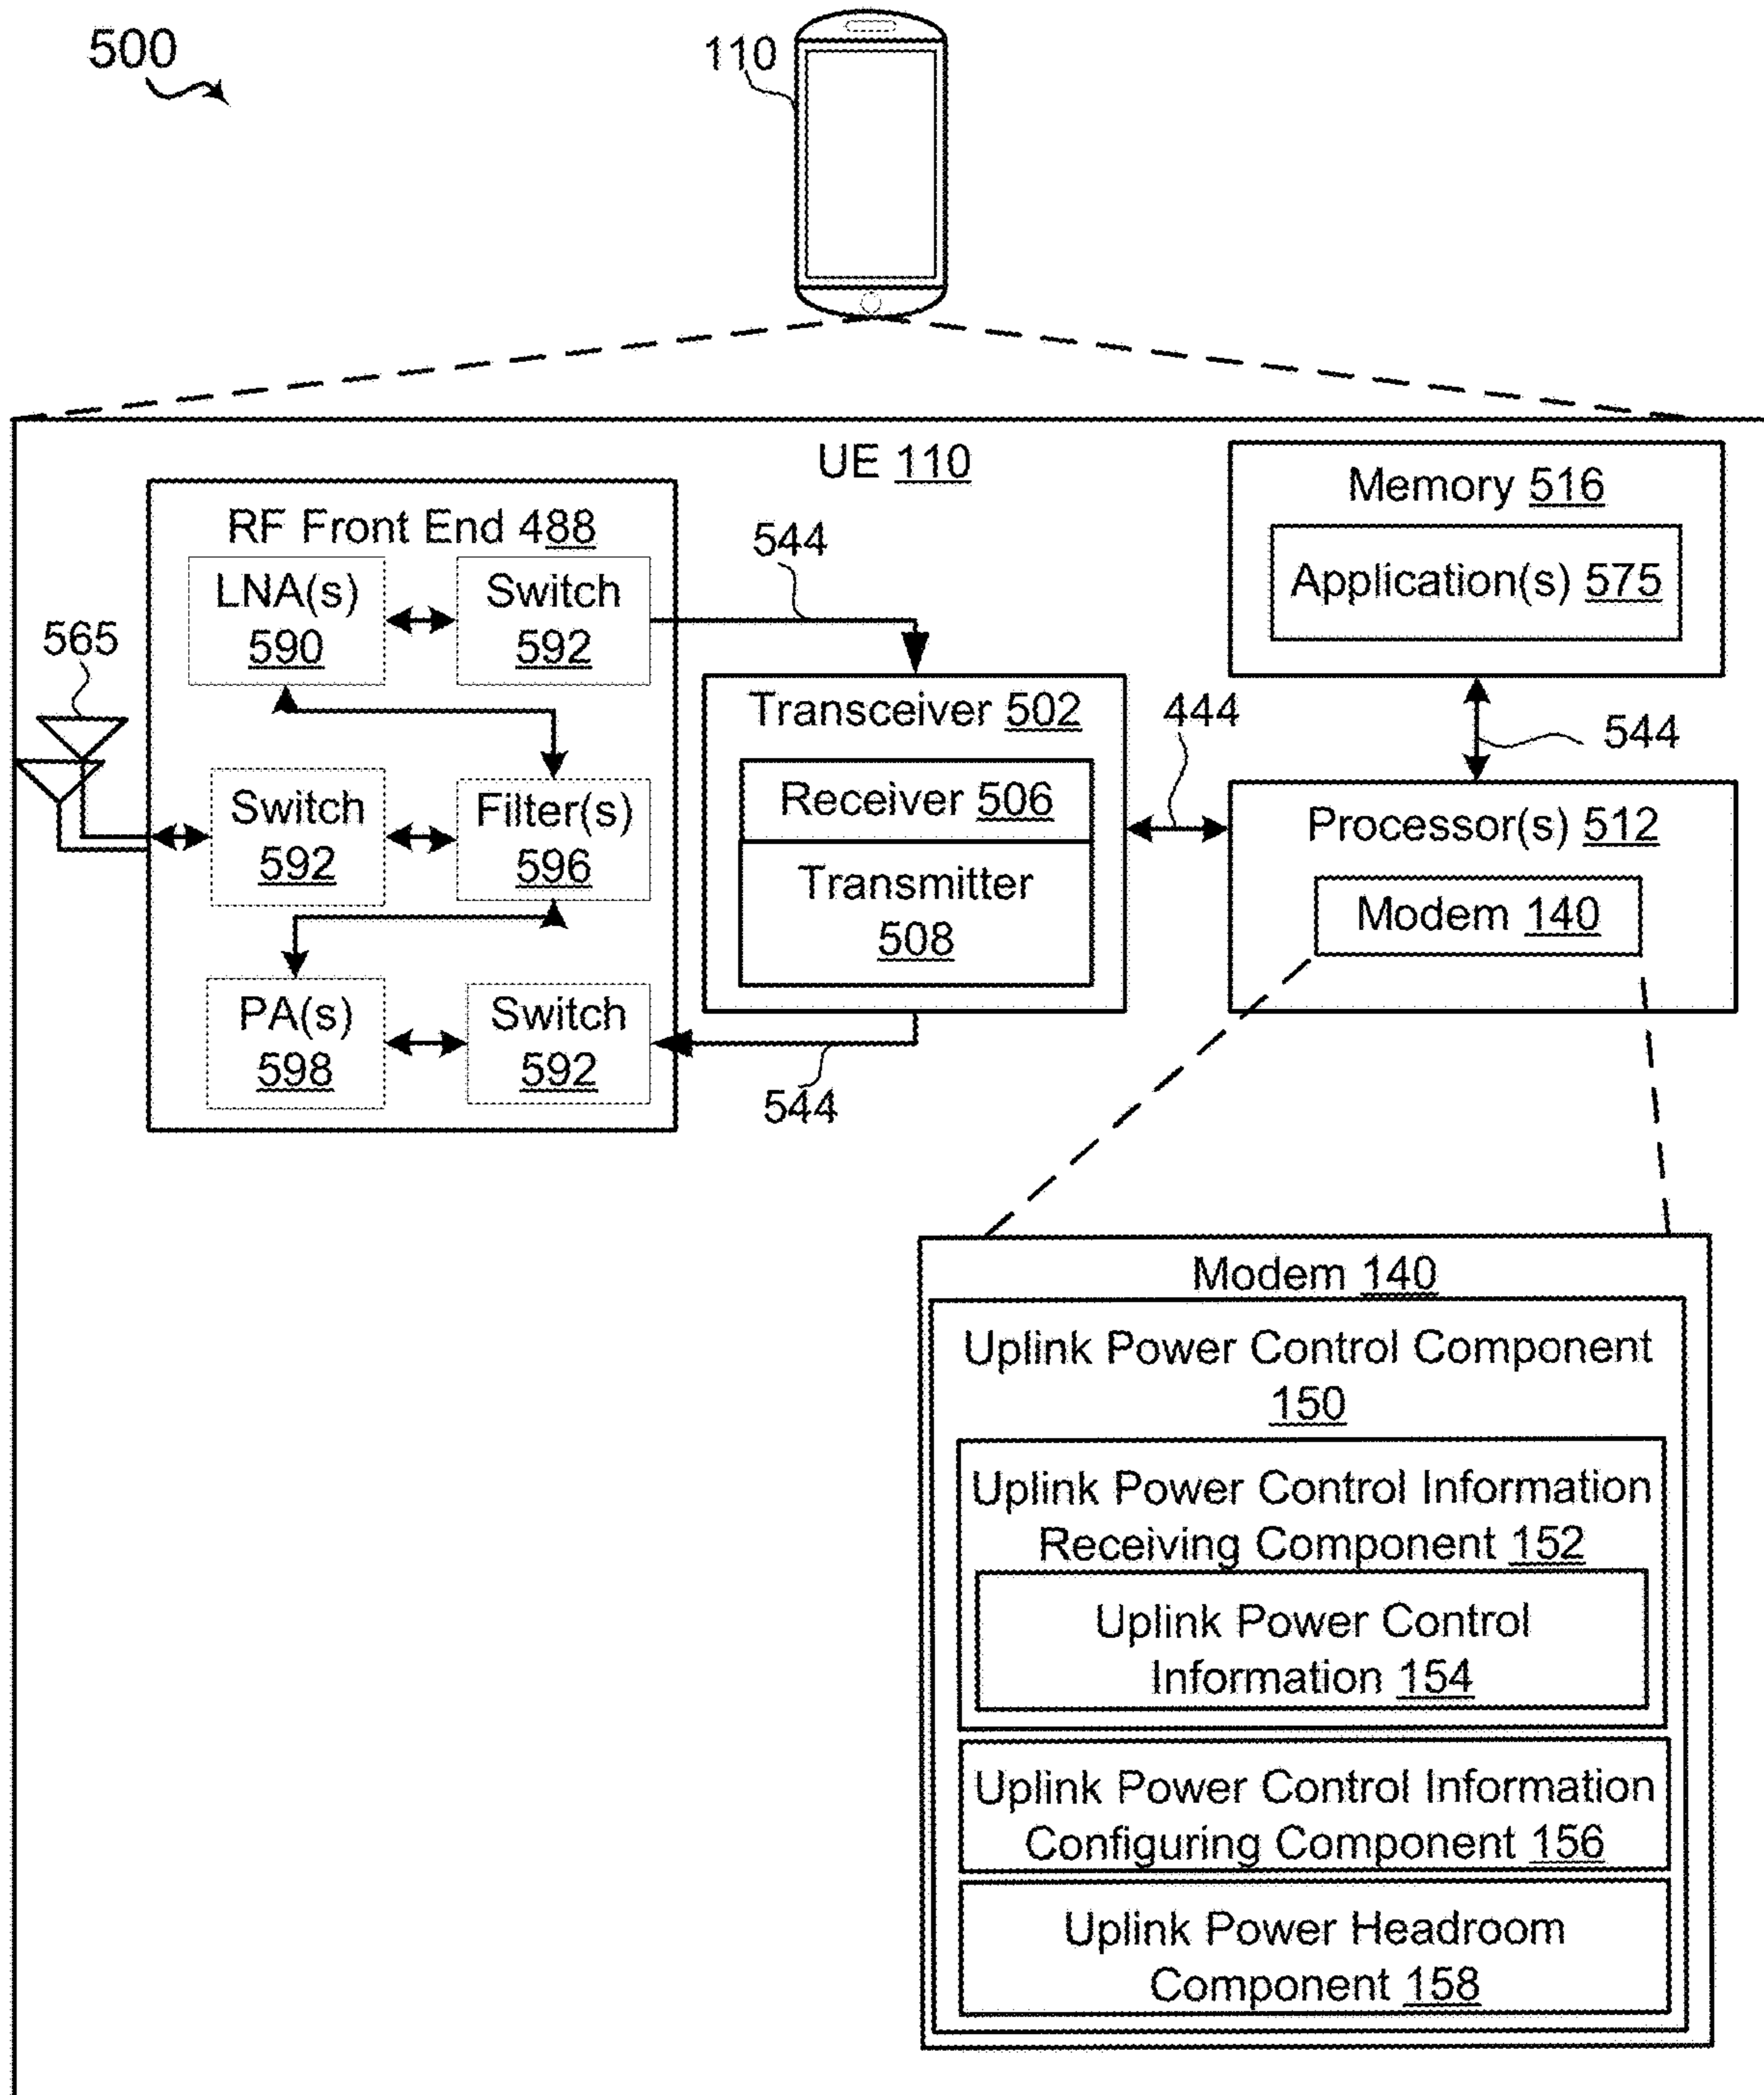 500
110
UE 110
RF Front End 488
LNA(s)
590
Switch
592
544
565
Switch
592
Filter(s)
596
PA(s)
598
Switch
592
544
Transceiver 502
Receiver 506
Transmitter
508
444
Memory 516
Application(s) 575
544
Processor(s) 512
Modem 140
Modem 140
Uplink Power Control Component
150
Uplink Power Control Information
Receiving Component 152
Uplink Power Control
Information 154
Uplink Power Control Information
Configuring Component 156
Uplink Power Headroom
Component 158